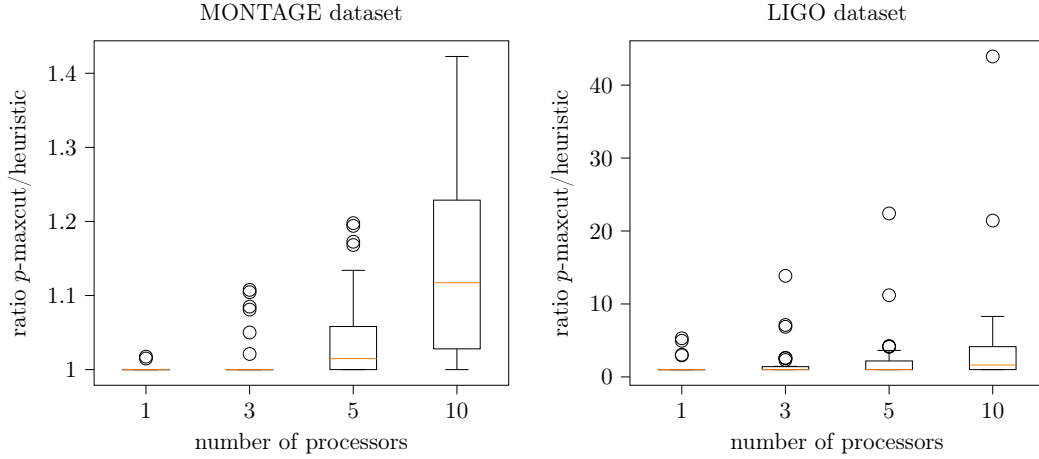 MONTAGE dataset
ratio p-maxcut/heuristic
1.4
1.3
1.2
1.1
1
1 3 5 10
number of processors
LIGO dataset
ratio p-maxcut/heuristic
40
30
20
10
0
1 3 5 10
number of processors